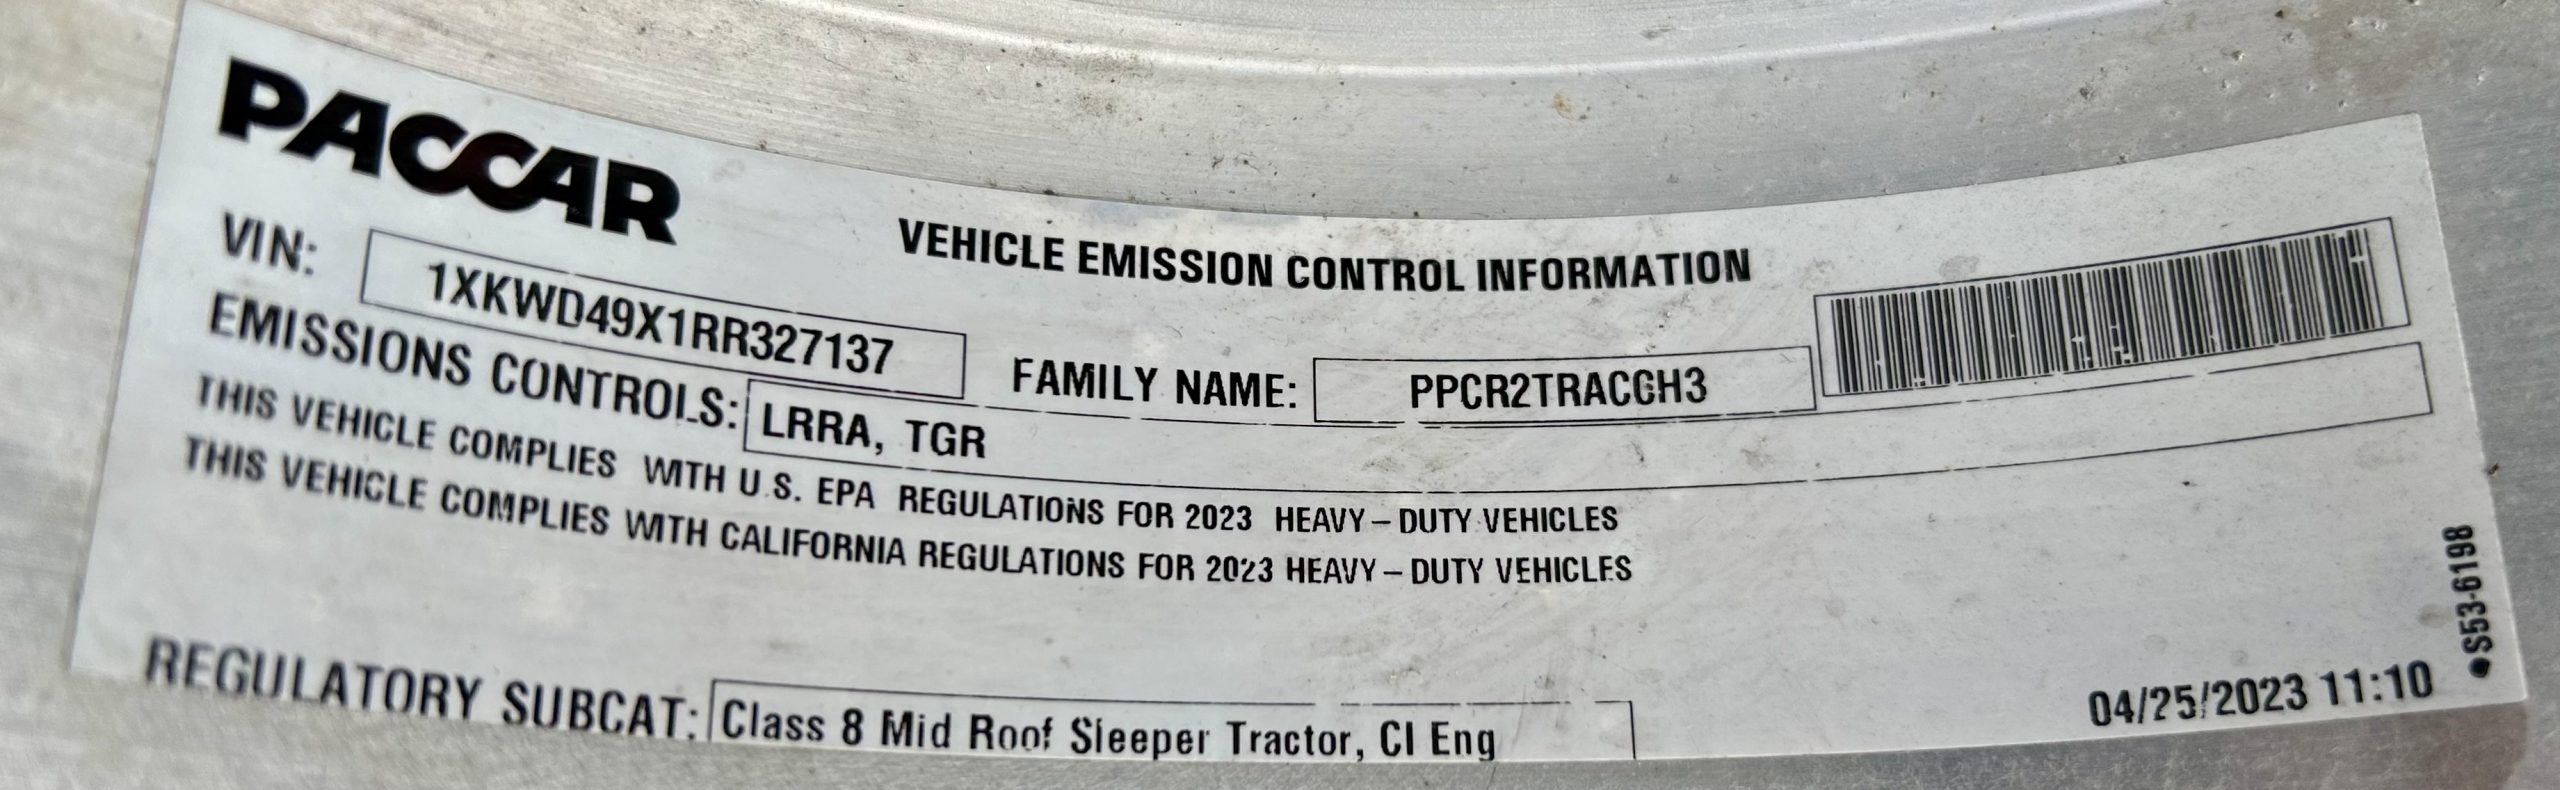 PACCAR
VEHICLE EMISSION CONTROL INFORMATION
VIN: 1XKWD49X1RR327137
FAMILY NAME: PPCR2TRACGH3
EMISSIONS CONTROLS: LRRA, TGR
THIS VEHICLE COMPLIES WITH U.S. EPA REGULATIONS FOR 2023 HEAVY-DUTY VEHICLES
THIS VEHICLE COMPLIES WITH CALIFORNIA REGULATIONS FOR 2023 HEAVY-DUTY VEHICLES
REGULATORY SUBCAT: Class 8 Mid Roof Sleeper Tractor, CI Eng
04/25/2023 11:10
●S53-6198